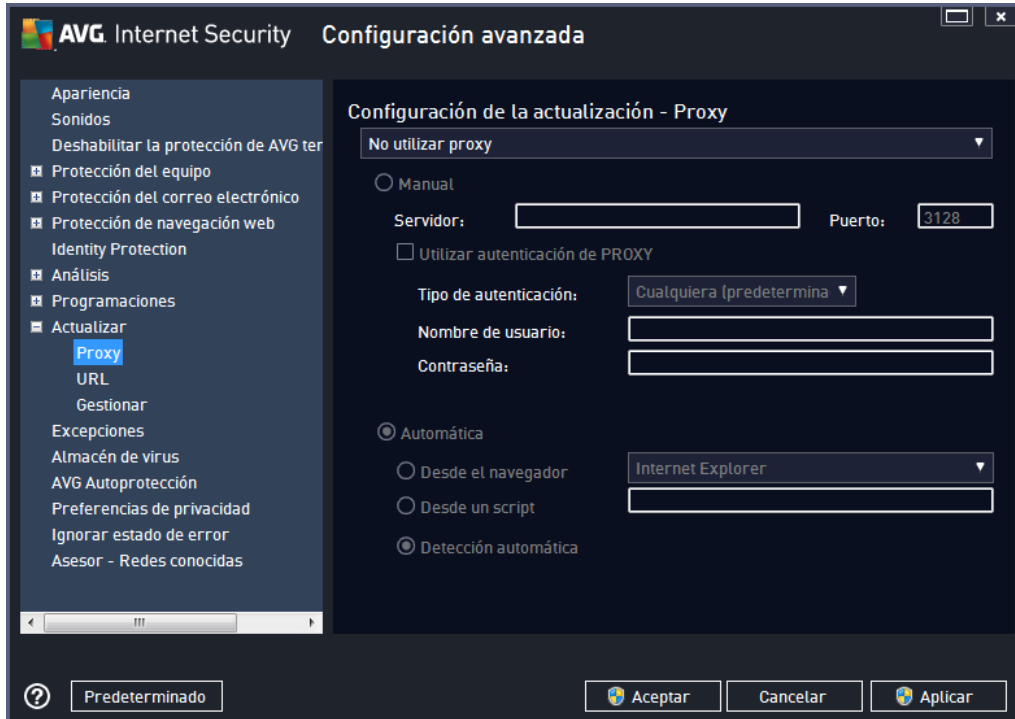 AVG. Internet Security Configuración avanzada
Apariencia
Sonidos
Deshabilitar la protección de AVG ter
Protección del equipo
Protección del correo electrónico
Protección de navegación web
Identity Protection
Análisis
Programaciones
Actualizar
Proxy
URL
Gestionar
Excepciones
Almacén de virus
AVG Autoprotección
Preferencias de privacidad
Ignorar estado de error
Asesor - Redes conocidas
Configuración de la actualización - Proxy
No utilizar proxy
Manual
Servidor: Puerto: 3128
Utilizar autenticación de PROXY
Tipo de autenticación: Cualquiera (predetermina
Nombre de usuario:
Contraseña:
Automática
Desde el navegador Internet Explorer
Desde un script
Detección automática
? Predeterminado Aceptar Cancelar Aplicar